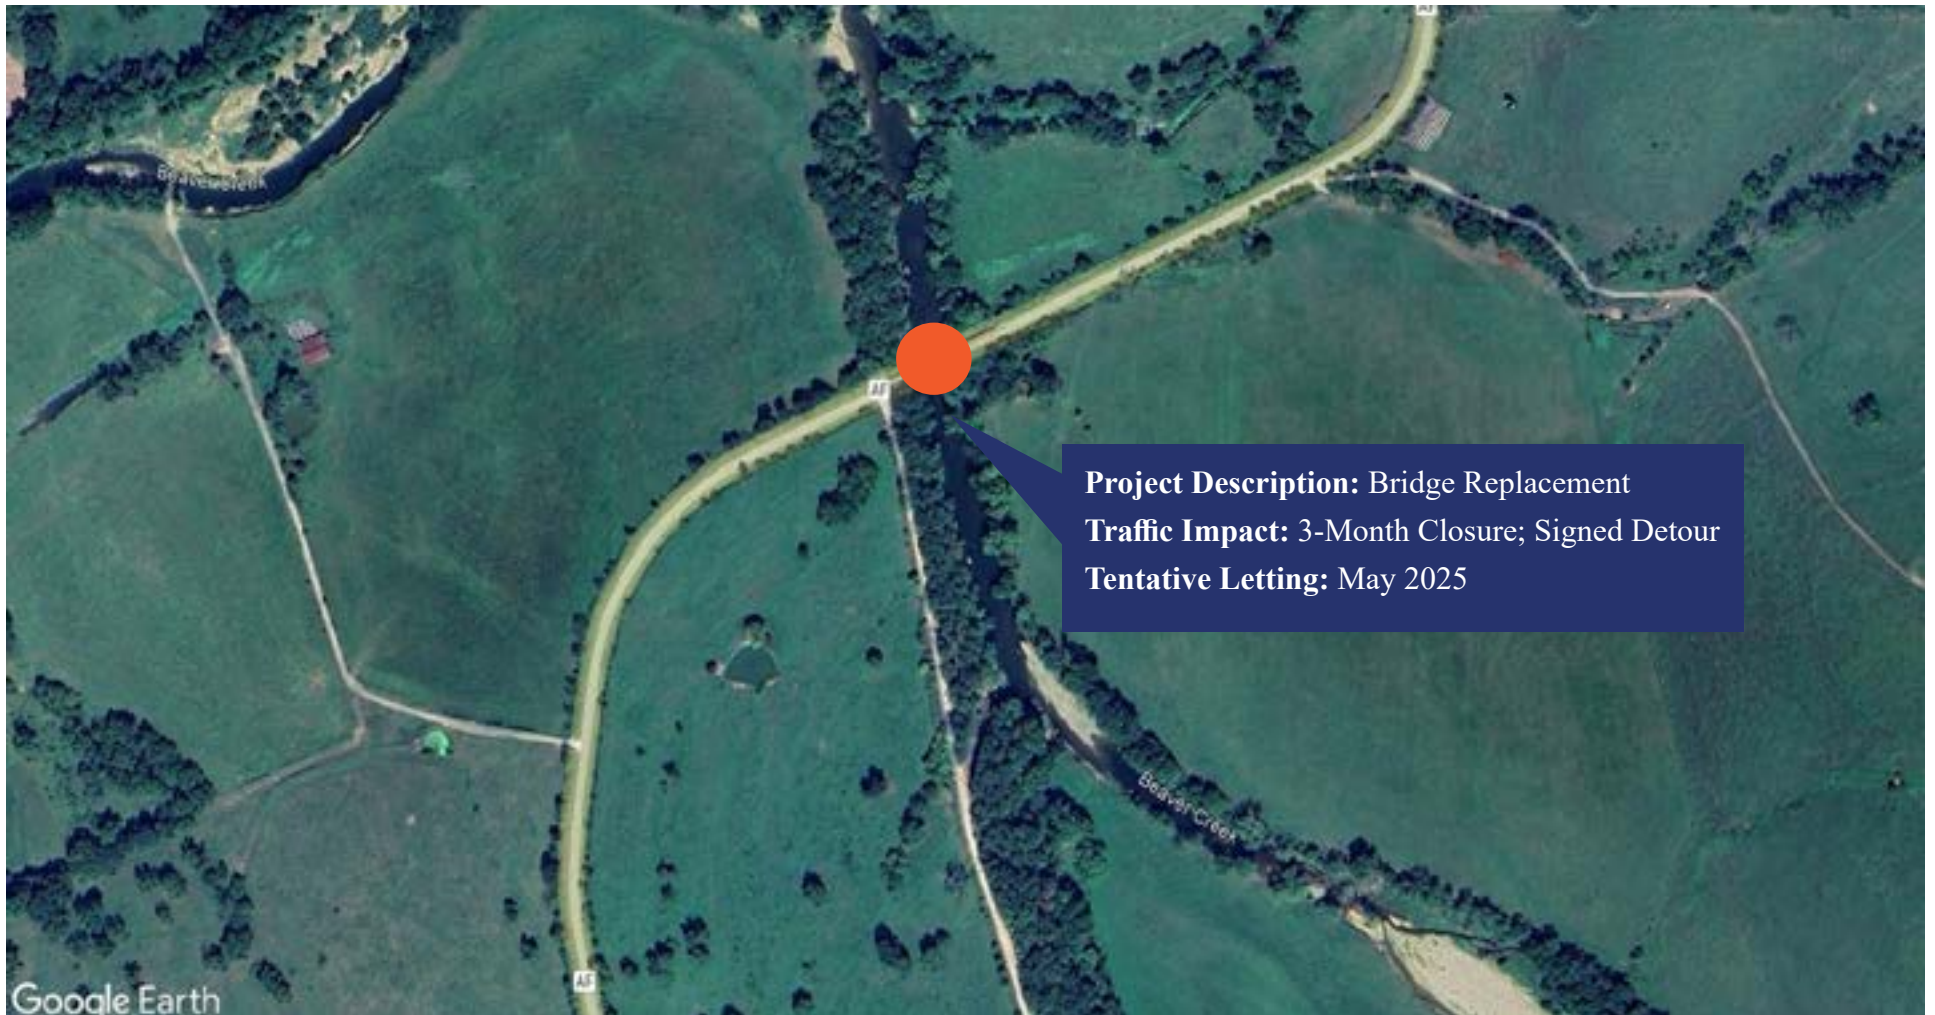 AF
Beaver Creek
AF
Project Description: Bridge Replacement
Traffic Impact: 3-Month Closure; Signed Detour
Tentative Letting: May 2025
Beaver Creek
AF
Google Earth